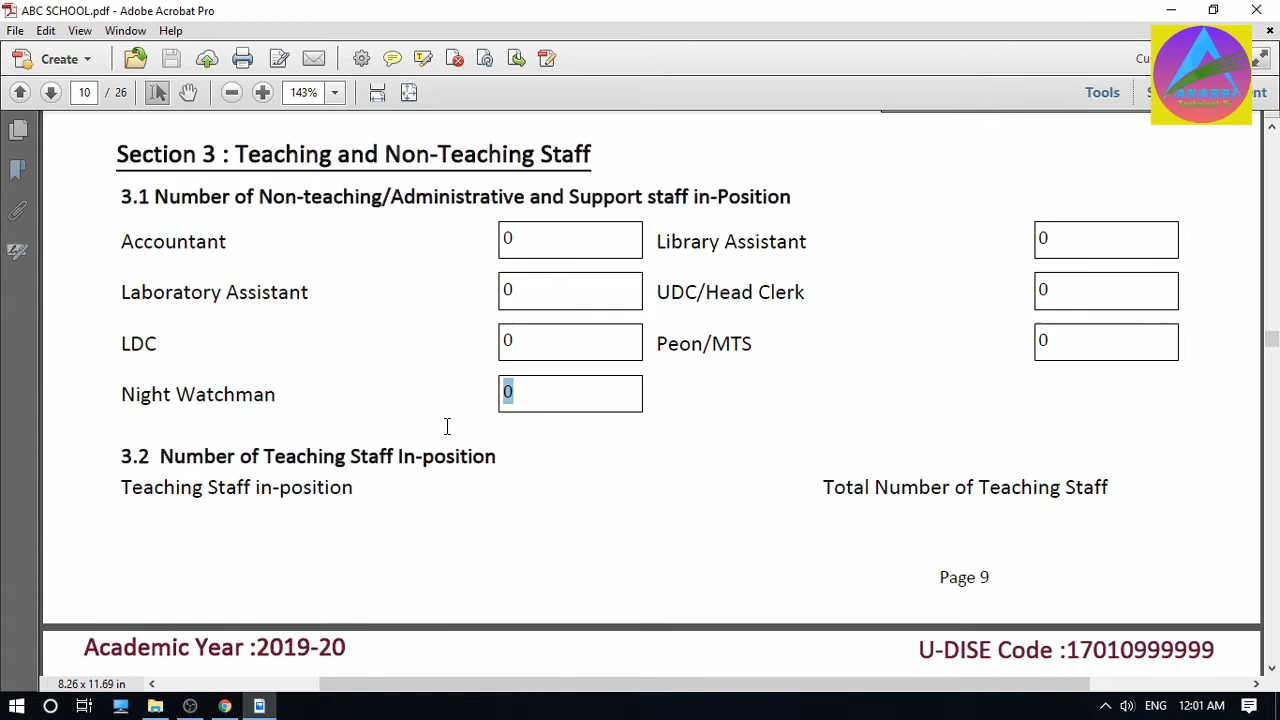 ABC SCHOOL.pdf - Adobe Acrobat Pro
File Edit View Window Help
Create
10 / 26 143% Tools
Section 3 : Teaching and Non-Teaching Staff
3.1 Number of Non-teaching/Administrative and Support staff in-Position
Accountant 0 Library Assistant 0
Laboratory Assistant 0 UDC/Head Clerk 0
LDC 0 Peon/MTS 0
Night Watchman 0
3.2 Number of Teaching Staff In-position
Teaching Staff in-position Total Number of Teaching Staff
Page 9
Academic Year :2019-20 U-DISE Code :17010999999
8.26 x 11.69 in
ENG 12:01 AM